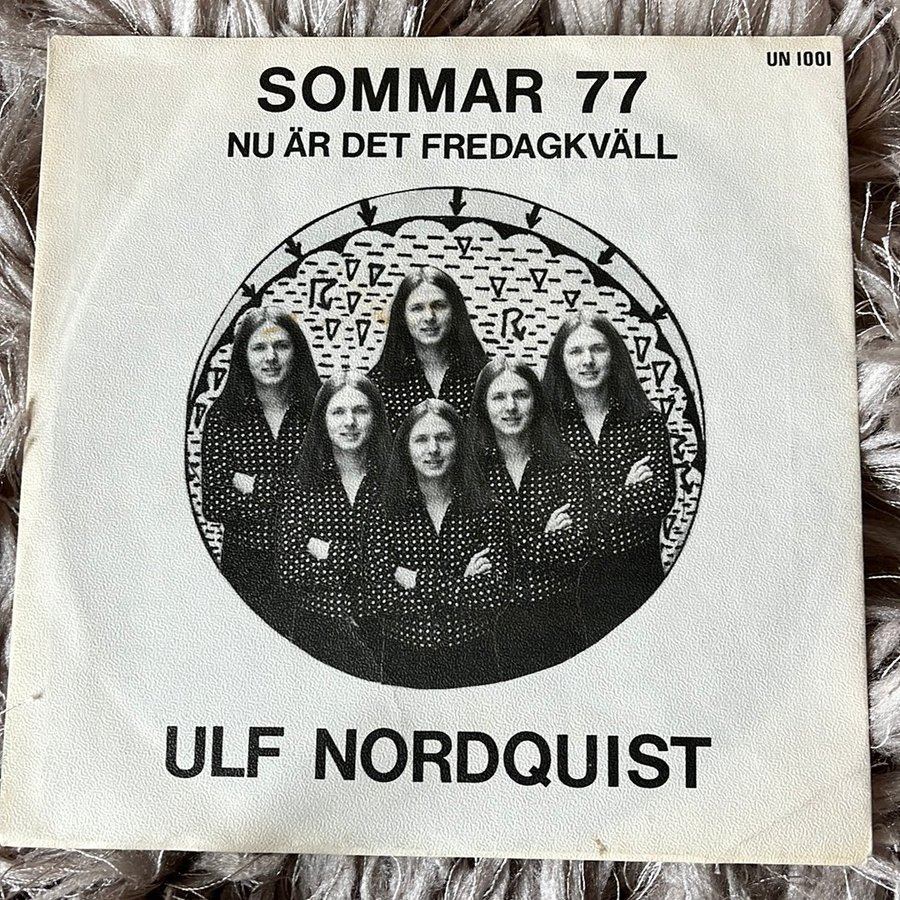 UN 1001
SOMMAR 77
NU ÄR DET FREDAGKVÄLL
ULF NORDQUIST